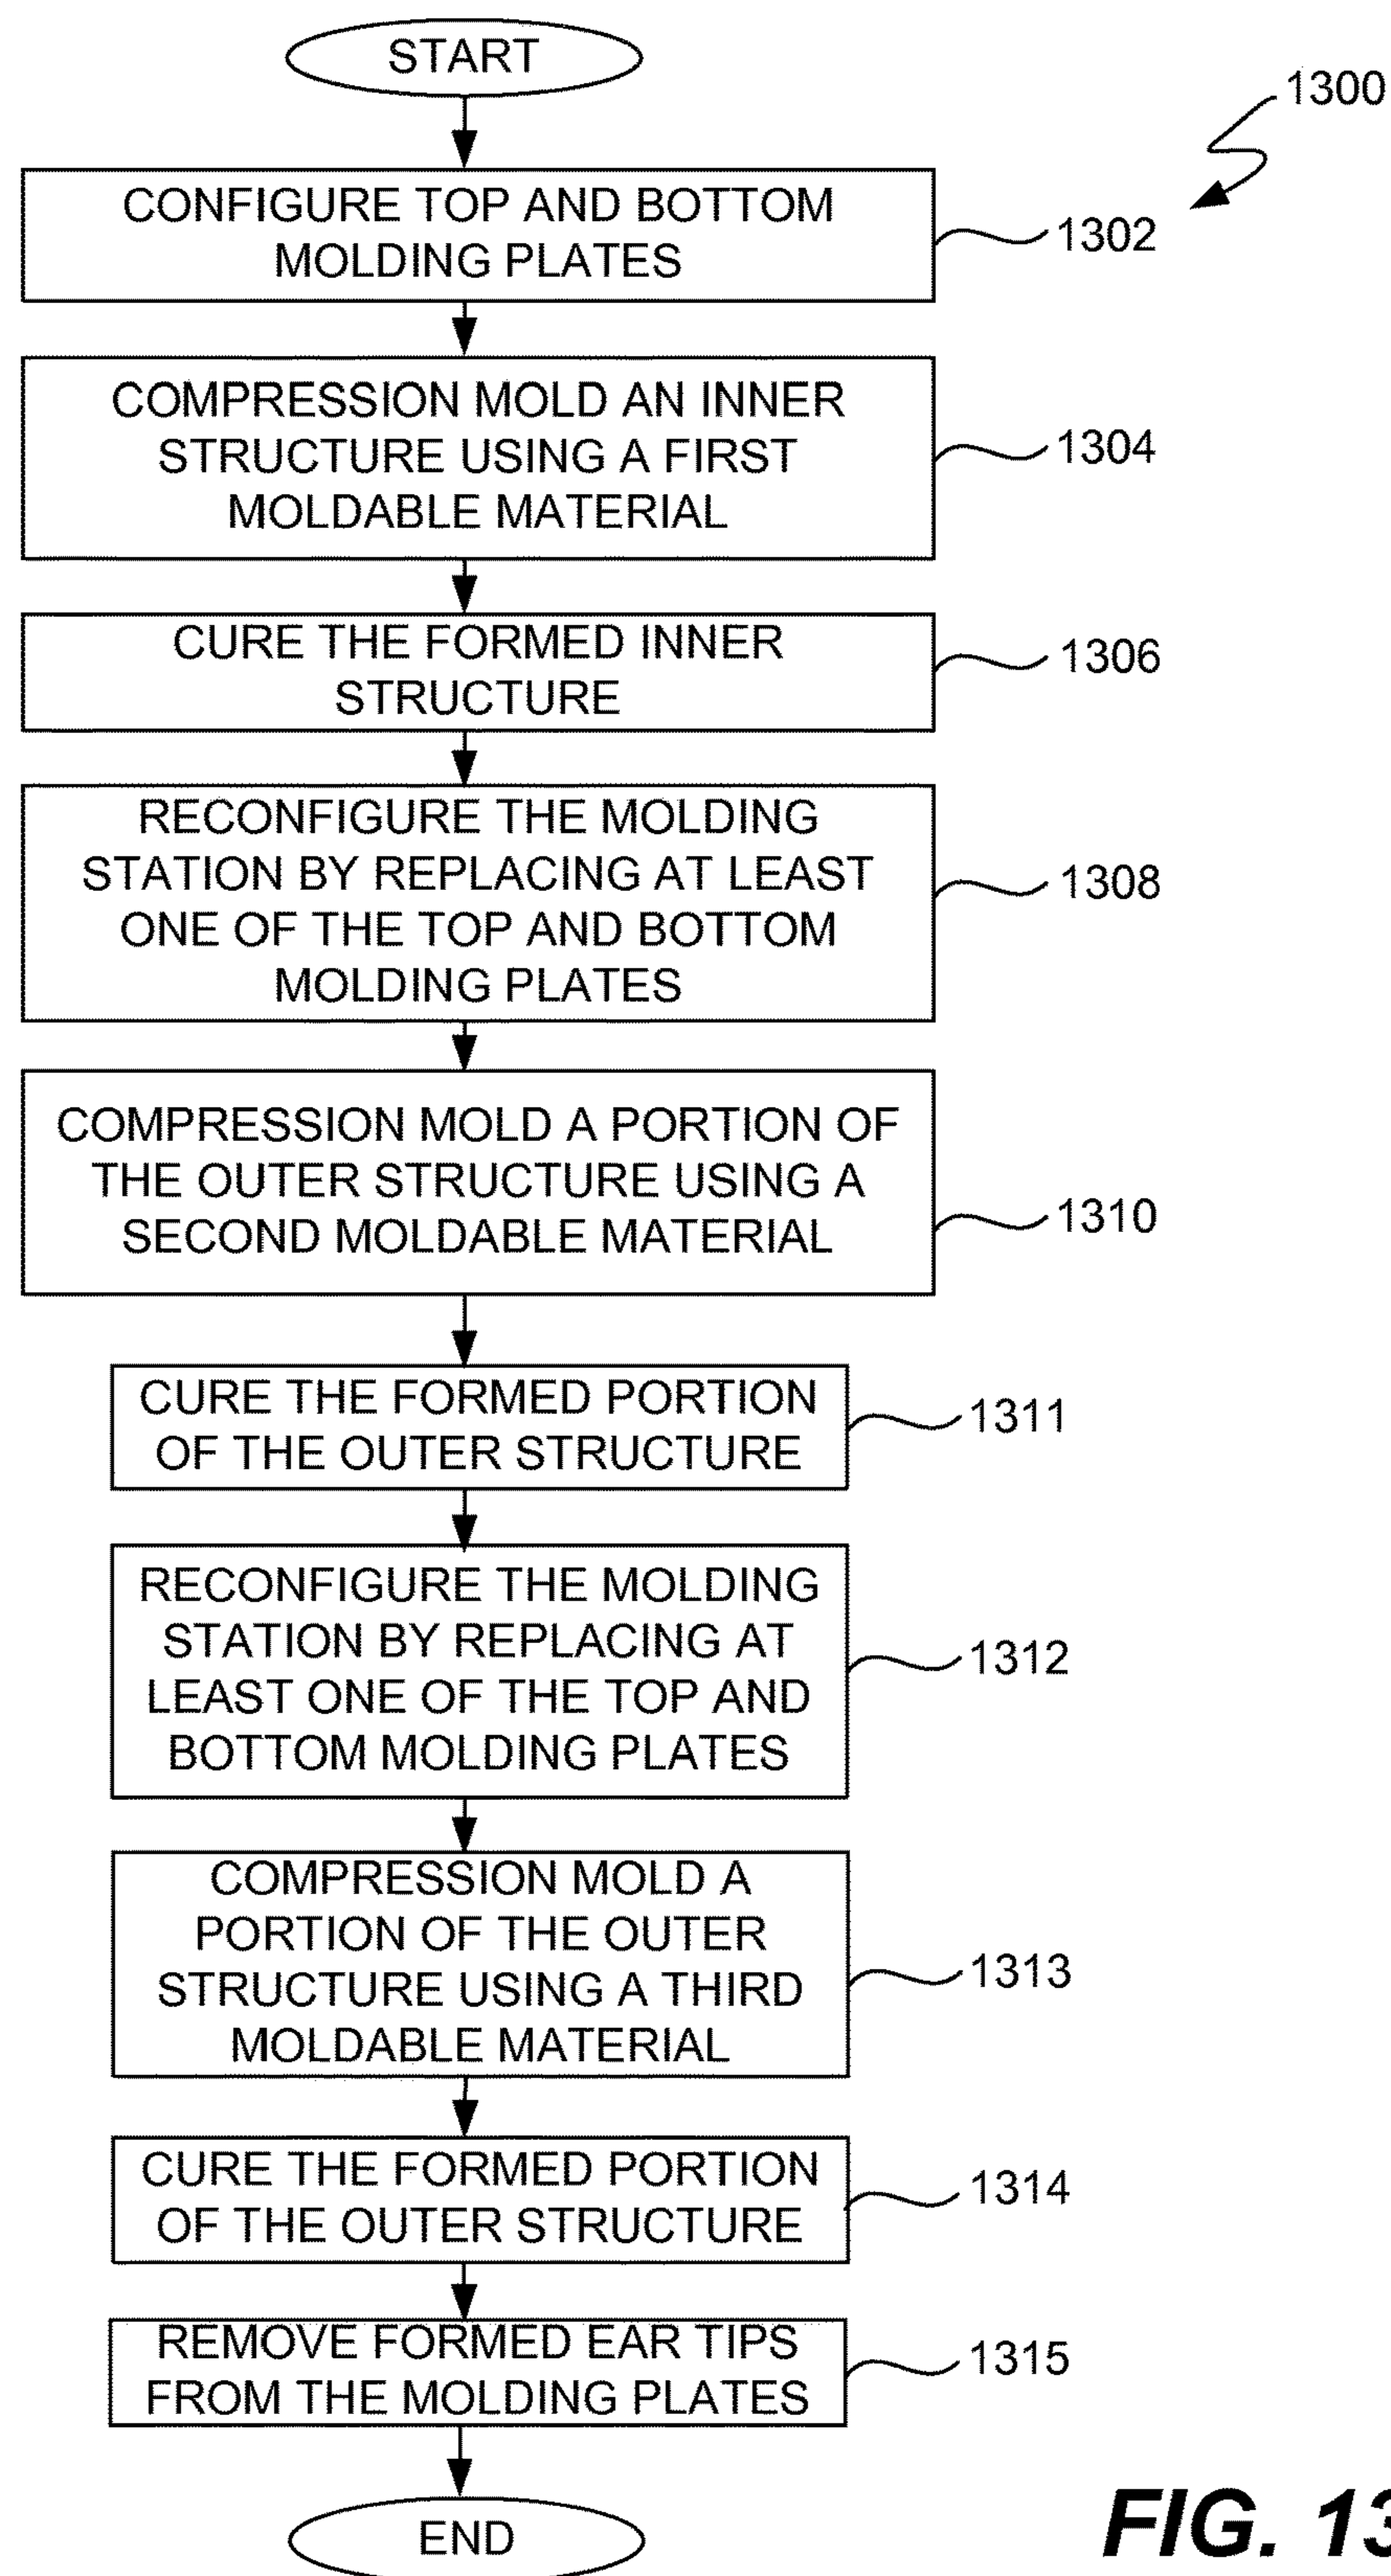 START
1300
CONFIGURE TOP AND BOTTOM
MOLDING PLATES
1302
COMPRESSION MOLD AN INNER
STRUCTURE USING A FIRST
MOLDABLE MATERIAL
1304
CURE THE FORMED INNER
STRUCTURE
1306
RECONFIGURE THE MOLDING
STATION BY REPLACING AT LEAST
ONE OF THE TOP AND BOTTOM
MOLDING PLATES
1308
COMPRESSION MOLD A PORTION OF
THE OUTER STRUCTURE USING A
SECOND MOLDABLE MATERIAL
1310
CURE THE FORMED PORTION
OF THE OUTER STRUCTURE
1311
RECONFIGURE THE MOLDING
STATION BY REPLACING AT
LEAST ONE OF THE TOP AND
BOTTOM MOLDING PLATES
1312
COMPRESSION MOLD A
PORTION OF THE OUTER
STRUCTURE USING A THIRD
MOLDABLE MATERIAL
1313
CURE THE FORMED PORTION
OF THE OUTER STRUCTURE
1314
REMOVE FORMED EAR TIPS
FROM THE MOLDING PLATES
1315
END
FIG. 13